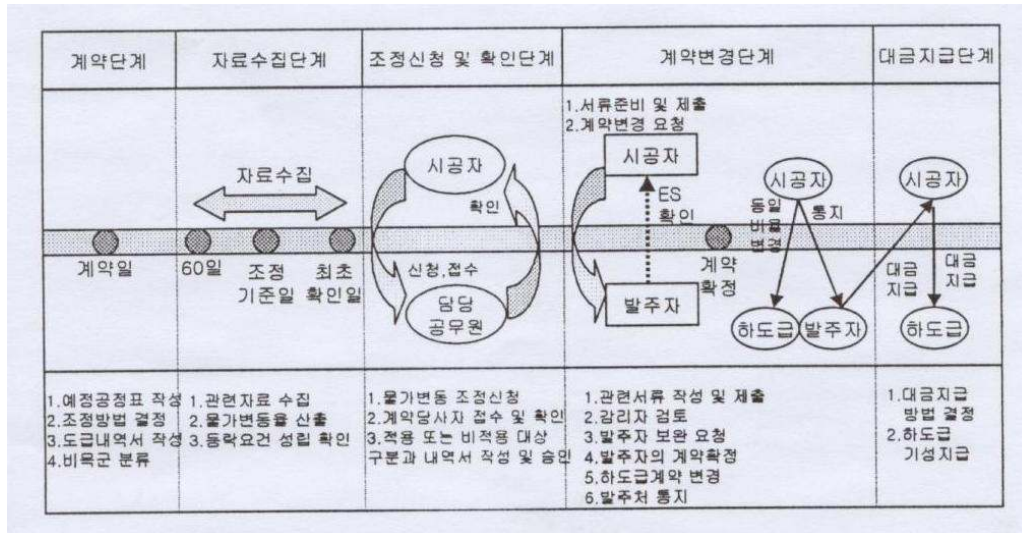 계약단계
자료수집단계
조정신청 및 확인단계
계약변경단계
대금지급단계
자료수집
계약일
60일
조정
기준일
최초
확인일
시공자
확인
신청,접수
담당
공무원
1.서류준비 및 제출
2.계약변경 요청
시공자
ES
확인
발주자
계약
확정
시공자
동일
비율
변경
통지
하도급
발주자
시공자
대금
지급
대금
지급
하도급
1.예정공정표 작성
2.조정방법 결정
3.도급내역서 작성
4.비목군 분류
1.관련자료 수집
2.물가변동율 산출
3.등락요건 성립 확인
1.물가변동 조정신청
2.계약당사자 접수 및 확인
3.적용 또는 비적용 대상
구분과 내역서 작성 및 승인
1.관련서류 작성 및 제출
2.감리자 검토
3.발주자 보완 요청
4.발주자의 계약확정
5.하도급계약 변경
6.발주처 통지
1.대금지급
방법 결정
2.하도급
기성지급